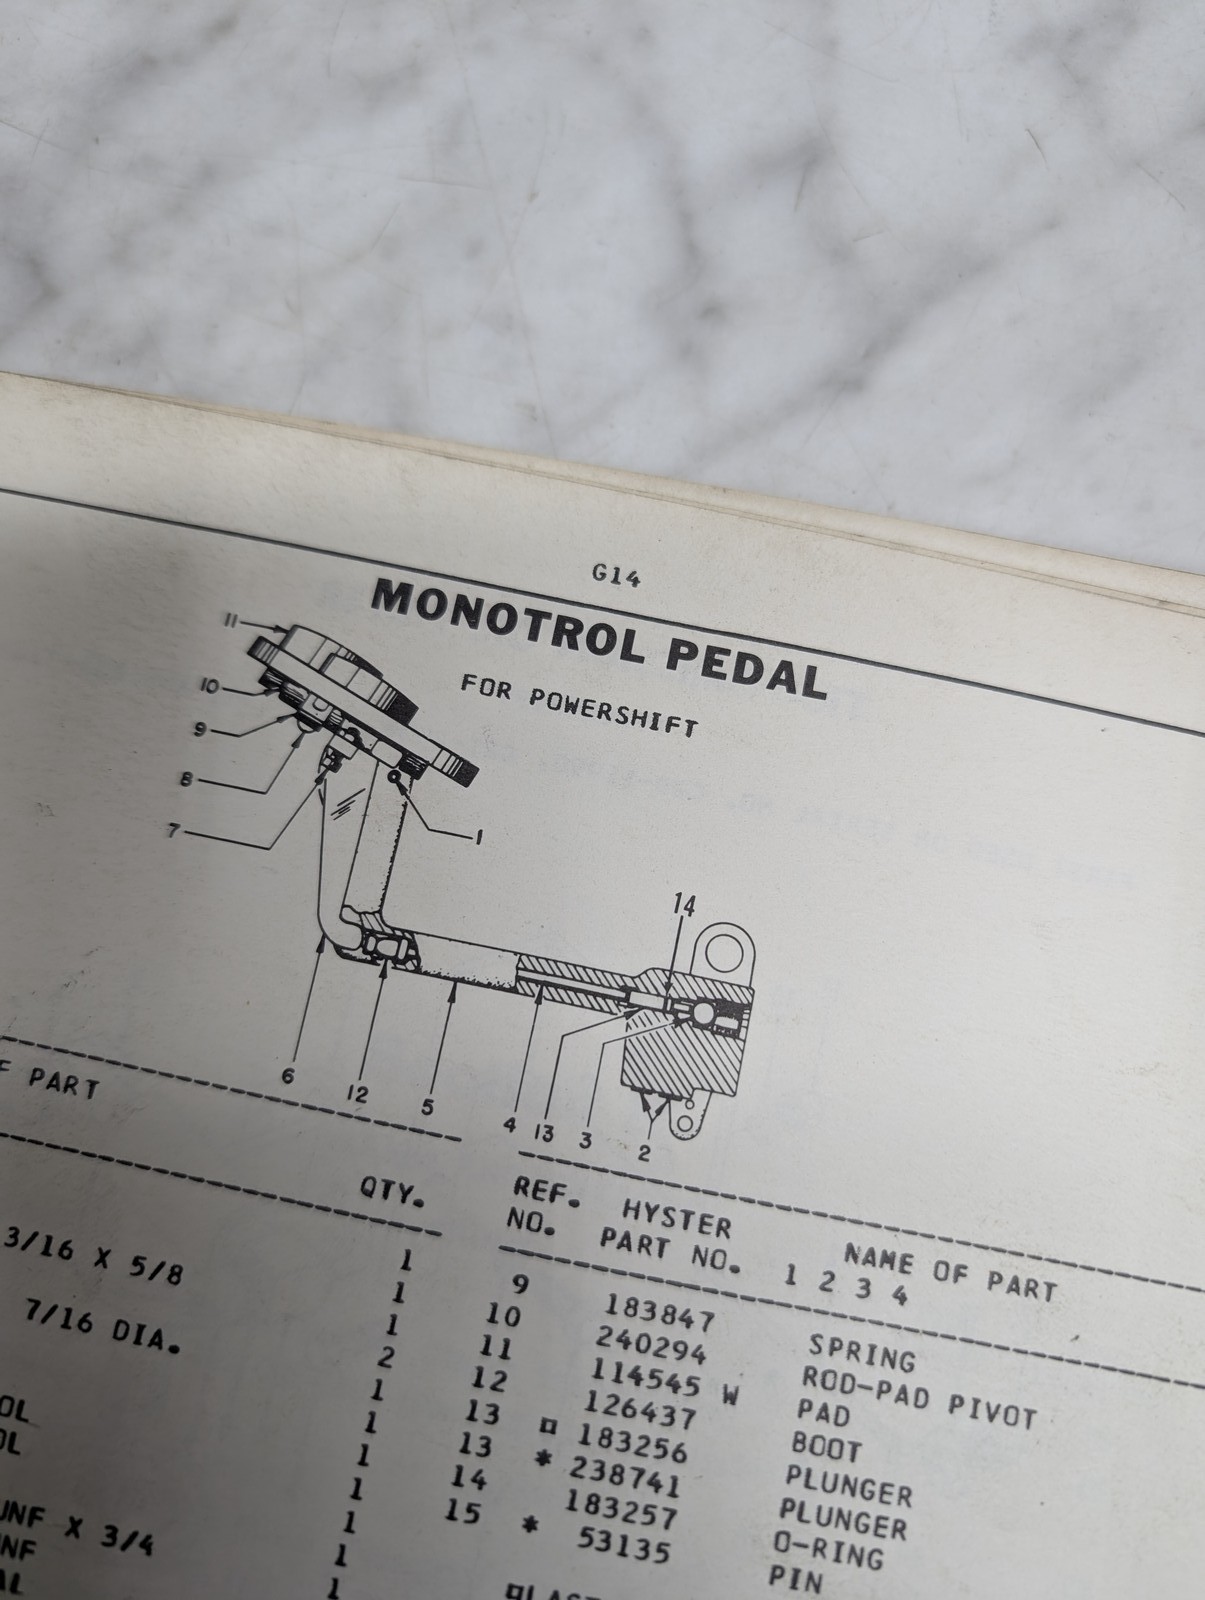 G14
MONOTROL PEDAL
FOR POWERSHIFT
11
10
9
8
7
1
14
6
12
5
4
13
3
2
PART
QTY.
3/16 X 5/8 1
1
7/16 DIA. 1
2
1
1
1
1
UNF X 3/4 1
1
1
REF. HYSTER NAME OF PART
NO. PART NO. 1 2 3 4
9 183847 SPRING
10 240294 ROD-PAD PIVOT
11 114545 W PAD
12 126437 BOOT
13 ¤ 183256 PLUNGER
13 * 238741 PLUNGER
14 183257 O-RING
15 * 53135 PIN